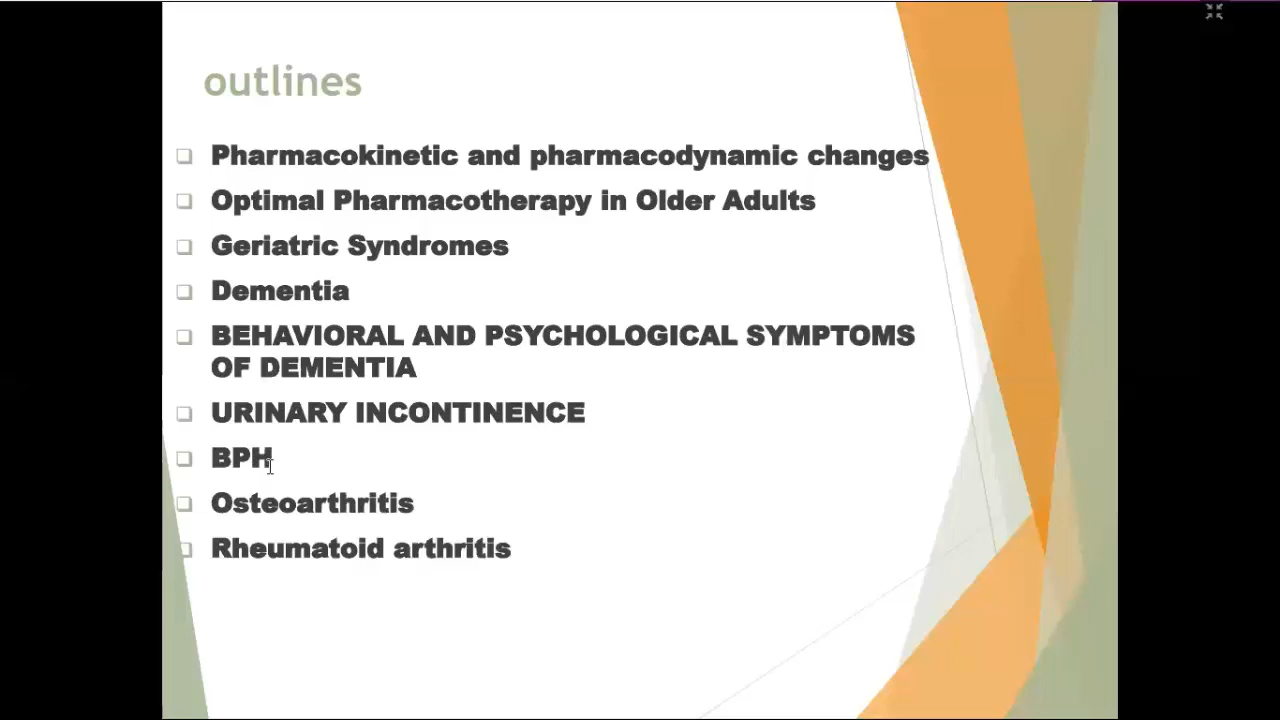 outlines
Pharmacokinetic and pharmacodynamic changes
Optimal Pharmacotherapy in Older Adults
Geriatric Syndromes
Dementia
BEHAVIORAL AND PSYCHOLOGICAL SYMPTOMS
OF DEMENTIA
URINARY INCONTINENCE
BPH
Osteoarthritis
Rheumatoid arthritis